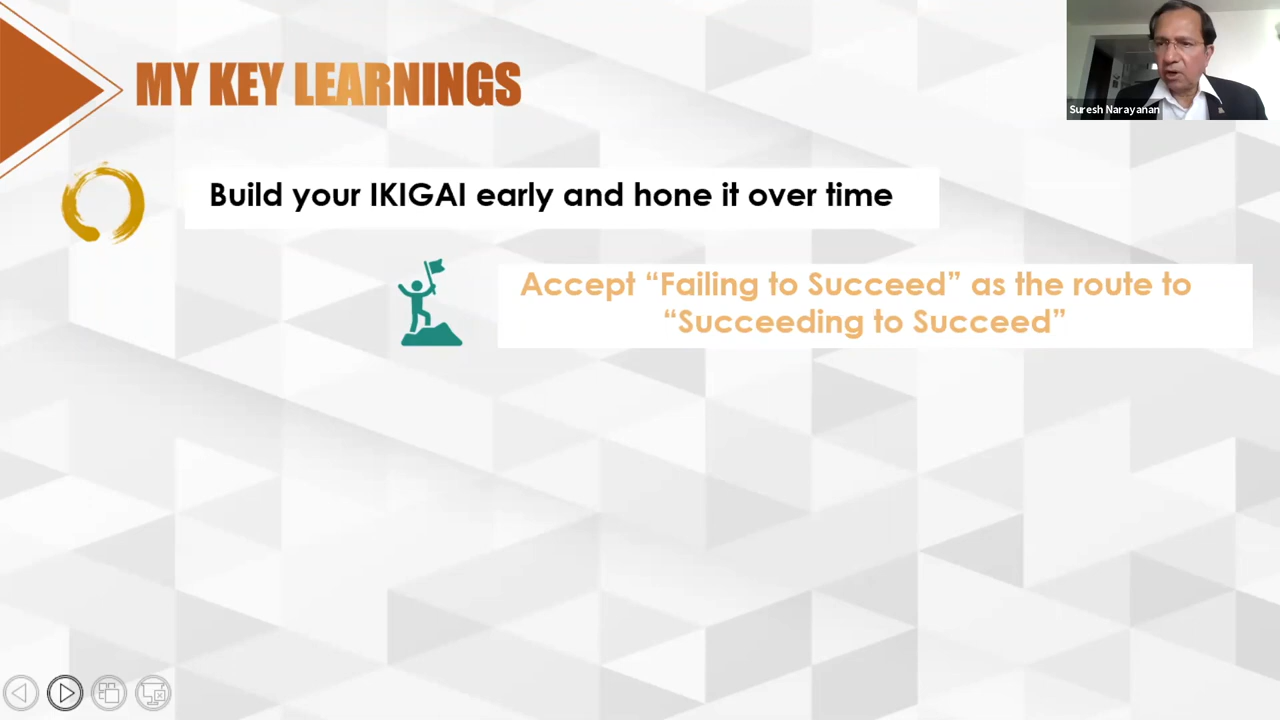 MY KEY LEARNINGS
Suresh Narayanan
Build your IKIGAI early and hone it over time
Accept “Failing to Succeed” as the route to
“Succeeding to Succeed”